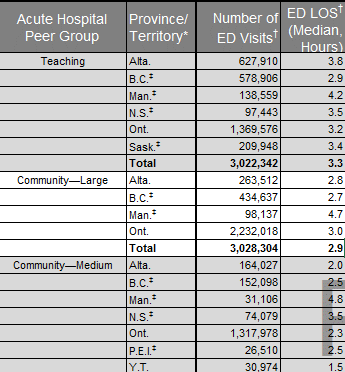 Acute Hospital Peer Group Province/ Territory* Number of ED Visits† ED LOS† (Median, Hours)
Teaching Alta. 627,910 3.8
B.C.‡ 578,906 2.9
Man.‡ 138,559 4.2
N.S.‡ 97,443 3.5
Ont. 1,369,576 3.2
Sask.‡ 209,948 3.4
Total 3,022,342 3.3
Community—Large Alta. 263,512 2.8
B.C.‡ 434,637 2.7
Man.‡ 98,137 4.7
Ont. 2,232,018 3.0
Total 3,028,304 2.9
Community—Medium Alta. 164,027 2.0
B.C.‡ 152,098 2.5
Man.‡ 31,106 4.8
N.S.‡ 74,079 3.5
Ont. 1,317,978 2.3
P.E.I.‡ 26,510 2.5
Y.T. 30,974 1.5